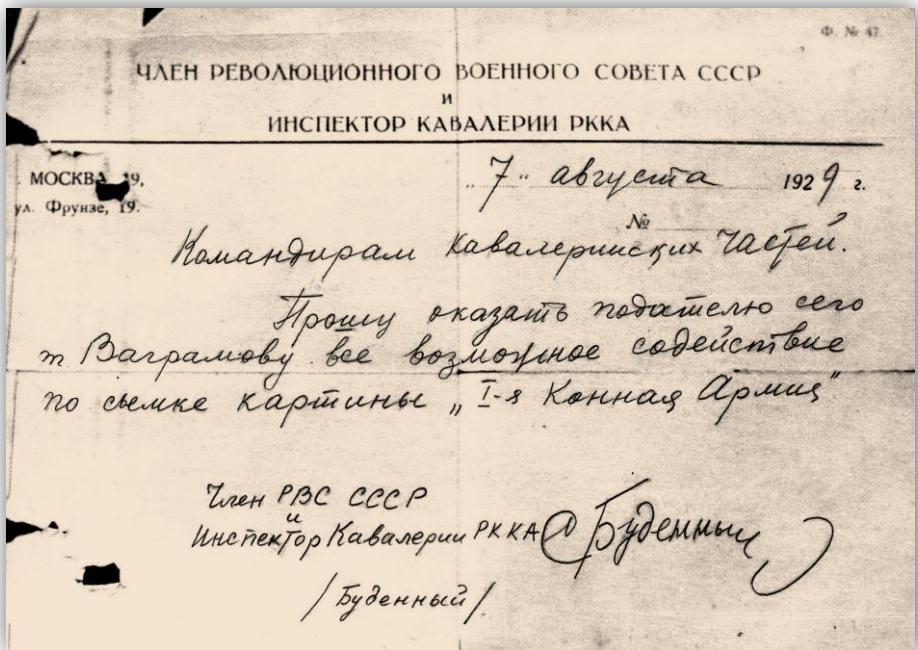 Ф. № 47.
ЧЛЕН РЕВОЛЮЦИОННОГО ВОЕННОГО СОВЕТА СССР
и
ИНСПЕКТОР КАВАЛЕРИИ РККА
МОСКВА 19,
ул. Фрунзе, 19.
„7“ августа 1929 г.
№
Командирам кавалерийских частей.
Прошу оказать подателю сего
т Ваграмову все возможное содействие
по съемке картины „I-я Конная Армия“
Член РВС СССР
и
Инспектор Кавалерии РККА Буденный
/Буденный/